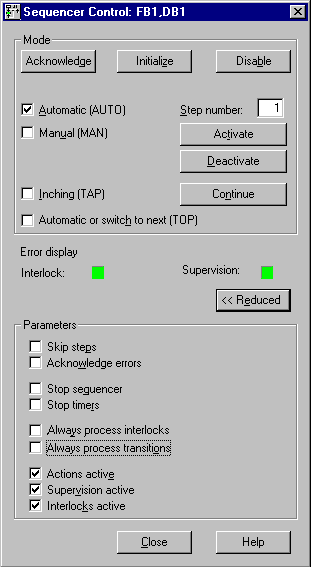 Sequencer Control: FB1,DB1
Mode
Acknowledge Initialize Disable
Automatic (AUTO) Step number: 1
Manual (MAN) Activate
Deactivate
Inching (TAP) Continue
Automatic or switch to next (TOP)
Error display
Interlock: Supervision:
<< Reduced
Parameters
Skip steps
Acknowledge errors
Stop sequencer
Stop timers
Always process interlocks
Always process transitions
Actions active
Supervision active
Interlocks active
Close Help